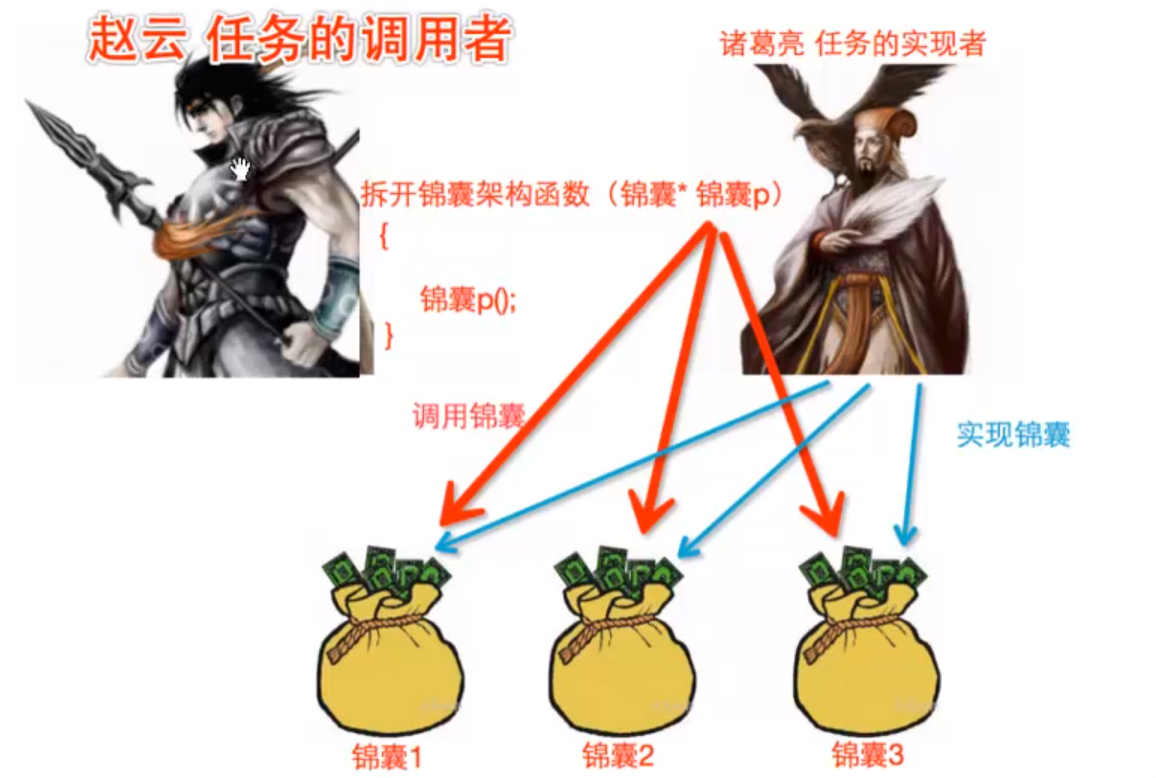 赵云 任务的调用者
诸葛亮 任务的实现者
拆开锦囊架构函数（锦囊* 锦囊p）
{
锦囊p();
}
调用锦囊
实现锦囊
锦囊1
锦囊2
锦囊3